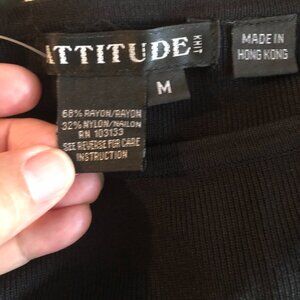 ATTITUDE KNIT
MADE IN
HONG KONG
M
68% RAYON/RAYON
32% NYLON/NAILON
RN 103133
SEE REVERSE FOR CARE
INSTRUCTION